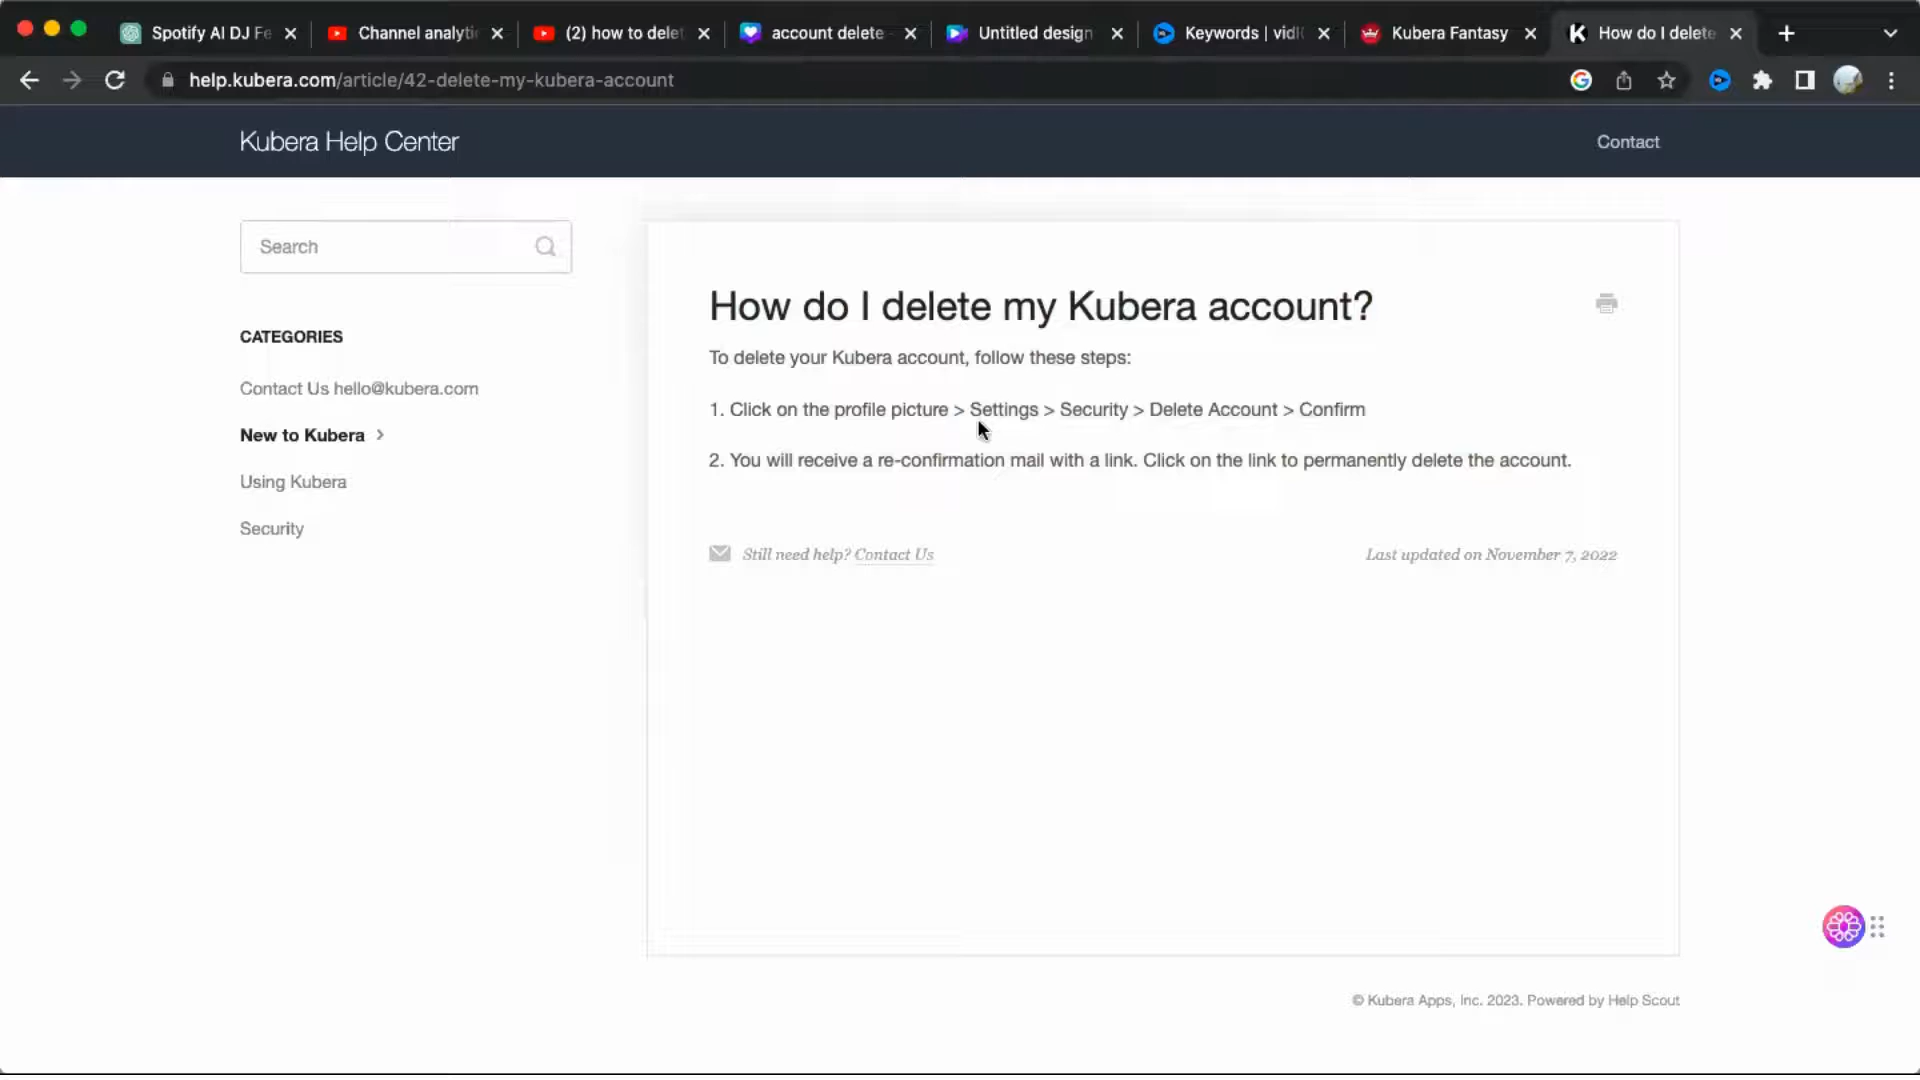 Spotify AI DJ Fe
Channel analyti
(2) how to delet
account delete
Untitled design
Keywords | vidI
Kubera Fantasy
How do I delete
help.kubera.com/article/42-delete-my-kubera-account
Kubera Help Center
Contact
Search
CATEGORIES
Contact Us hello@kubera.com
New to Kubera
Using Kubera
Security
How do I delete my Kubera account?
To delete your Kubera account, follow these steps:
1. Click on the profile picture > Settings > Security > Delete Account > Confirm
2. You will receive a re-confirmation mail with a link. Click on the link to permanently delete the account.
Still need help? Contact Us
Last updated on November 7, 2022
© Kubera Apps, Inc. 2023. Powered by Help Scout